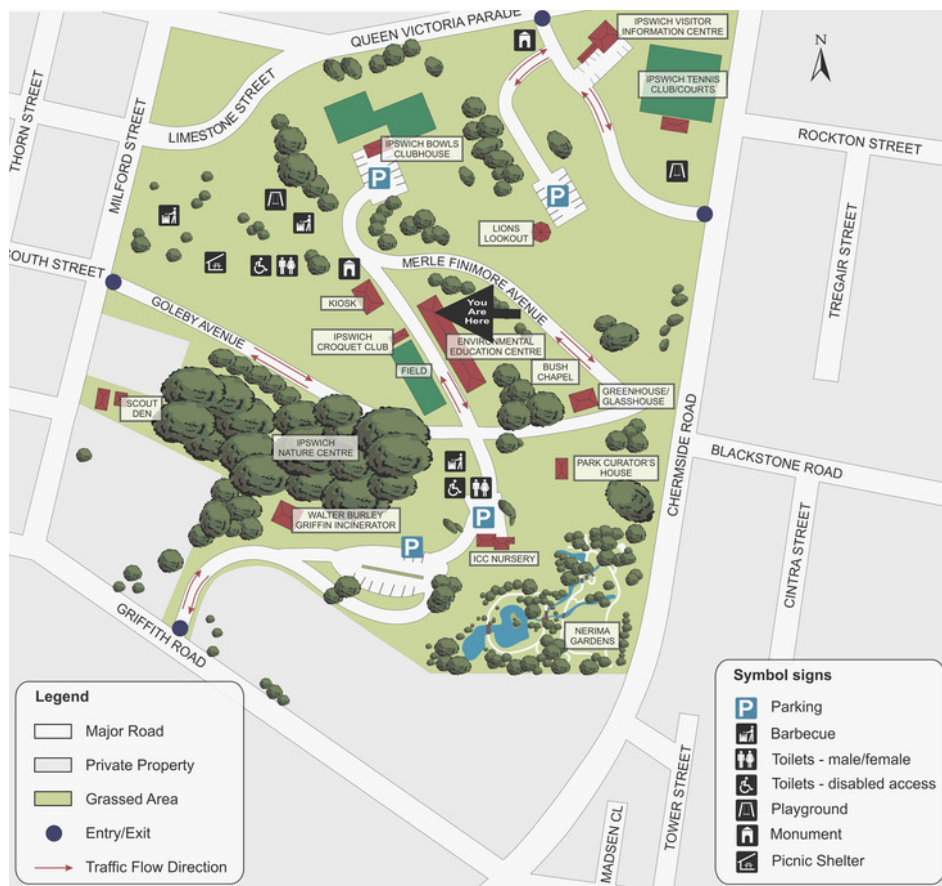 QUEEN VICTORIA PARADE
IPSWICH VISITOR
INFORMATION CENTRE
N
THORN STREET
MILFORD STREET
LIMESTONE STREET
IPSWICH TENNIS
CLUB/COURTS
ROCKTON STREET
IPSWICH BOWLS
CLUBHOUSE
P
P
LIONS
LOOKOUT
TREGAIR STREET
SOUTH STREET
GOLEBY AVENUE
MERLE FINIMORE AVENUE
KIOSK
You
Are
Here
IPSWICH
CROQUET CLUB
ENVIRONMENTAL
EDUCATION CENTRE
FIELD
BUSH
CHAPEL
GREENHOUSE/
GLASSHOUSE
SCOUT
DEN
IPSWICH
NATURE CENTRE
PARK CURATOR'S
HOUSE
CHERMSIDE ROAD
BLACKSTONE ROAD
CINTRA STREET
WALTER BURLEY
GRIFFIN INCINERATOR
P
P
ICC NURSERY
NERIMA
GARDENS
GRIFFITH ROAD
MADSEN CL
TOWER STREET
Legend
Major Road
Private Property
Grassed Area
Entry/Exit
Traffic Flow Direction
Symbol signs
P Parking
Barbecue
Toilets - male/female
Toilets - disabled access
Playground
Monument
Picnic Shelter